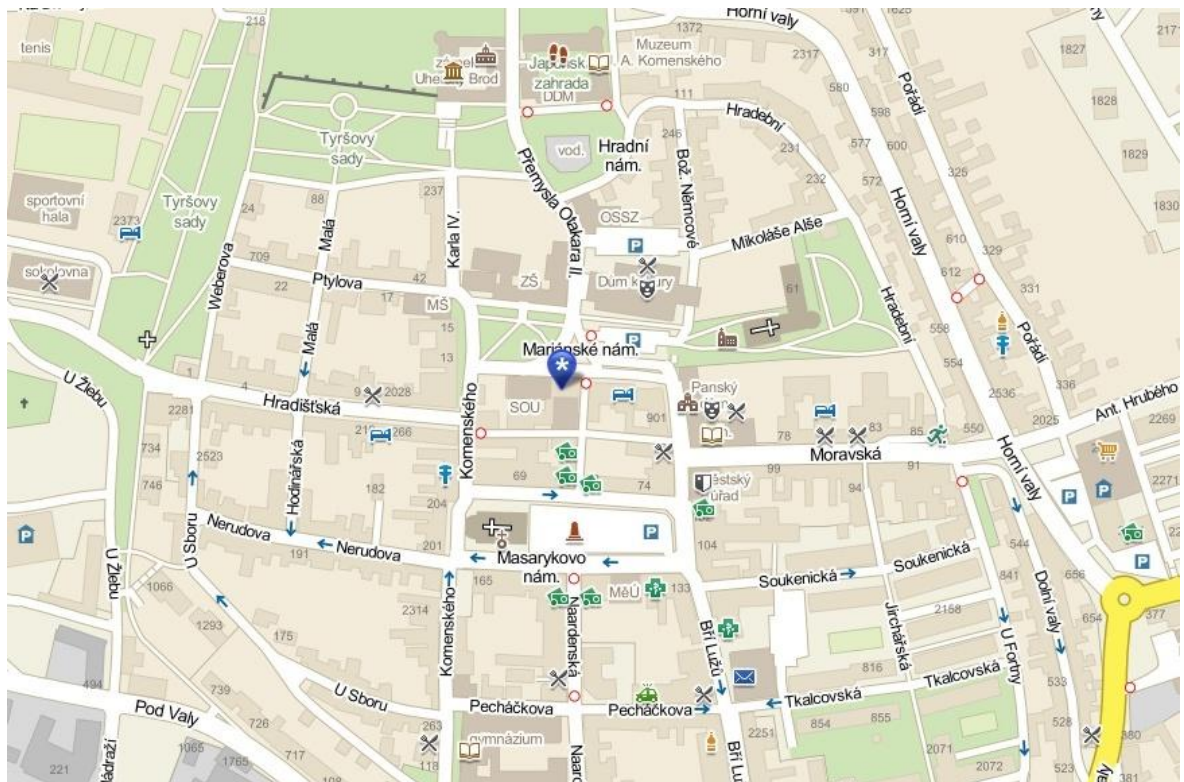 218
tenis
zámek
Uherský Brod
Japonská
zahrada
DDM
Muzeum
J. A. Komenského
1372
Horní valy
2317
580
317
1625
Pořádí
598
600
577
572
325
1827
1828
1829
1830
2171
111
Hradební
231
232
246
Tyršovy
sady
vod.
Hradní
nám.
Přemysla Otakara II.
Bož. Němcové
OSSZ
237
88
24
Malá
Karla IV.
sportovní
hala
2373
Tyršovy
sady
Mikoláše Alše
Horní valy
610
329
612
331
sokolovna
709
Weberova
Ptylova
22
17
42
MŠ
ZŠ
Dům kultury
61
Hradební
558
554
Pořádí
15
13
Malá
Mariánské nám.
U Žlebu
1
4
9
2028
Hradišťská
266
Komenského
SOU
901
Panský
dům
78
83
85
550
2536
336
2025
Ant. Hrubého
2269
2271
Moravská
2281
734
746
2523
Hodinářská
182
204
69
74
99
91
94
Městský
úřad
Horní valy
U Sboru
Nerudova
191
Nerudova
201
Masarykovo
nám.
104
Soukenická
Soukenická
544
656
654
377
U Žlebu
1066
165
MěÚ
133
841
Dolní valy
1293
175
2314
Komenského
Naardenská
Bří Lužů
Jirchářská
2158
2072
U Fortny
494
739
726
717
U Sboru
816
Tkalcovská
Tkalcovská
533
Pod Valy
Pecháčkova
Pecháčkova
263
118
gymnázium
2251
854
855
2071
528
523
380
221
1065
1765
Nádraží
Bří Lužů